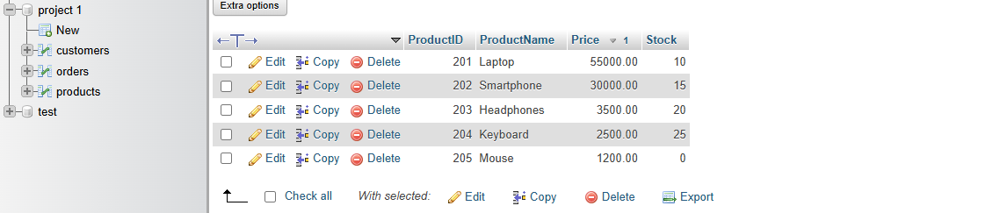 Extra options
project 1
New
customers
orders
products
test
ProductID ProductName Price 1 Stock
Edit Copy Delete 201 Laptop 55000.00 10
Edit Copy Delete 202 Smartphone 30000.00 15
Edit Copy Delete 203 Headphones 3500.00 20
Edit Copy Delete 204 Keyboard 2500.00 25
Edit Copy Delete 205 Mouse 1200.00 0
Check all With selected: Edit Copy Delete Export